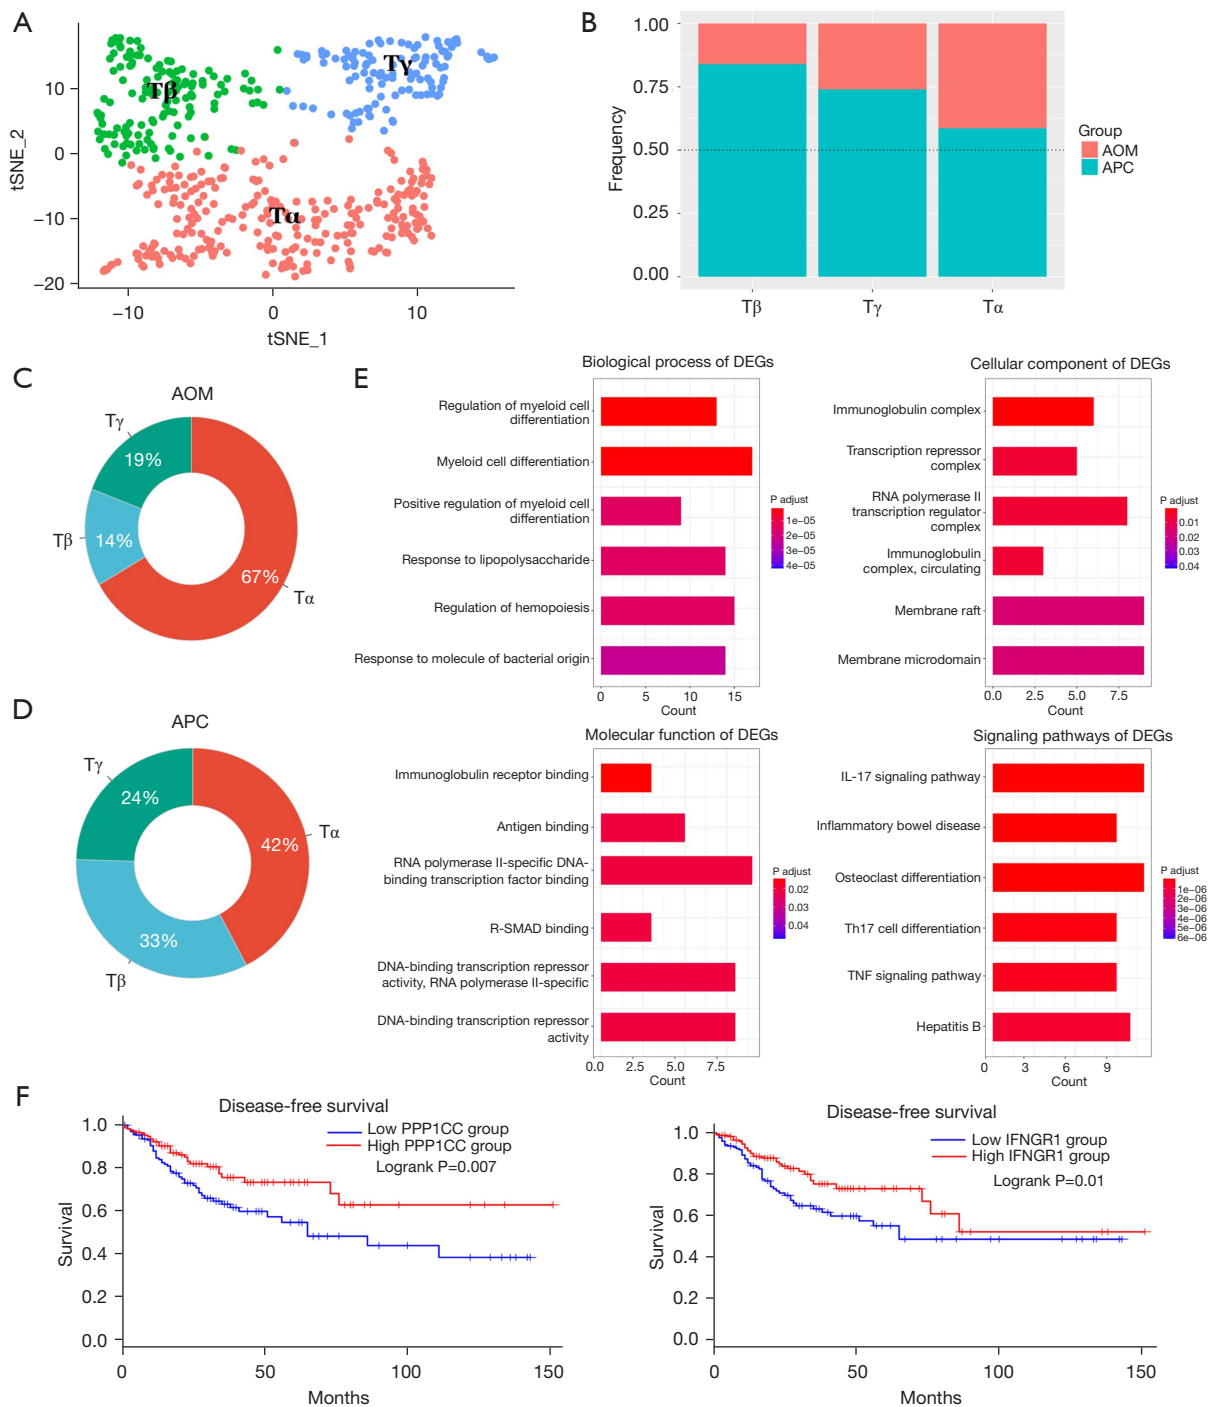 A
Tβ
Tγ
Tα
10
0
−10
−20
tSNE_2
−10
0
10
tSNE_1
B
1.00
0.75
0.50
0.25
0.00
Frequency
Tβ
Tγ
Tα
Group
AOM
APC
C
AOM
Tγ
19%
Tβ
14%
67%
Tα
D
APC
Tγ
24%
42%
Tα
33%
Tβ
E
Biological process of DEGs
Regulation of myeloid cell
differentiation
Myeloid cell differentiation
Positive regulation of myeloid cell
differentiation
Response to lipopolysaccharide
Regulation of hemopoiesis
Response to molecule of bacterial origin
0 5 10 15
Count
P adjust
1e−05
2e−05
2e−05
4e−05
Cellular component of DEGs
Immunoglobulin complex
Transcription repressor
complex
RNA polymerase II
transcription regulator
complex
Immunoglobulin
complex, circulating
Membrane raft
Membrane microdomain
0.0 2.5 5.0 7.5
Count
P adjust
0.01
0.02
0.03
0.04
Molecular function of DEGs
Immunoglobulin receptor binding
Antigen binding
RNA polymerase II-specific DNA-
binding transcription factor binding
R-SMAD binding
DNA-binding transcription repressor
activity, RNA polymerase II-specific
DNA-binding transcription repressor
activity
0.0 2.5 5.0 7.5
Count
P adjust
0.02
0.03
0.04
Signaling pathways of DEGs
IL-17 signaling pathway
Inflammatory bowel disease
Osteoclast differentiation
Th17 cell differentiation
TNF signaling pathway
Hepatitis B
0 3 6 9
Count
P adjust
1e−06
2e−06
3e−06
4e−06
5e−06
6e−06
F
Disease-free survival
Low PPP1CC group
High PPP1CC group
Logrank P=0.007
1.0
0.8
0.6
0.4
0.2
0.0
Survival
0 50 100 150
Months
Disease-free survival
Low IFNGR1 group
High IFNGR1 group
Logrank P=0.01
1.0
0.8
0.6
0.4
0.2
0.0
Survival
0 50 100 150
Months